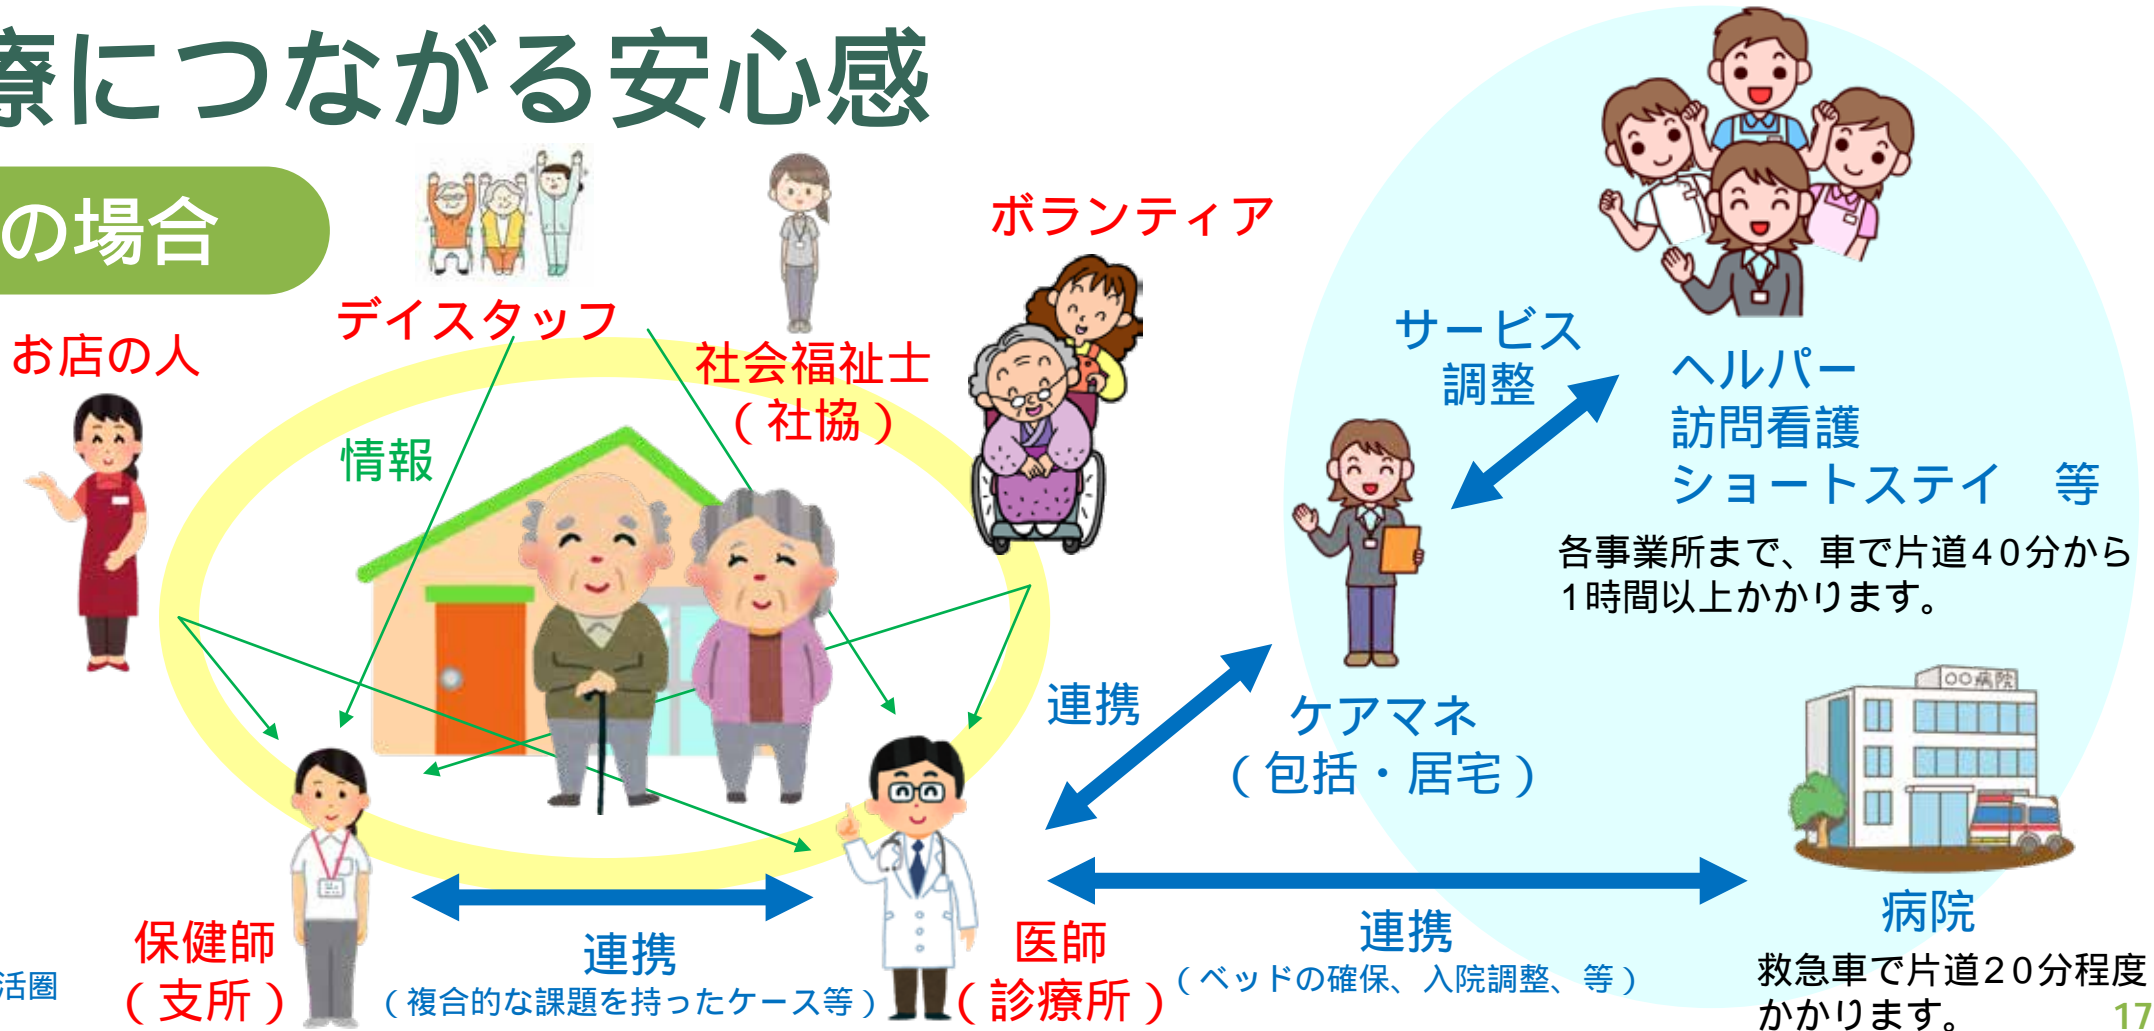 療につながる安心感
の場合
お店の人
デイスタッフ
社会福祉士
（社協）
ボランティア
情報
サービス
調整
ヘルパー
訪問看護
ショートステイ　等
各事業所まで、車で片道40分から
1時間以上かかります。
連携
ケアマネ
（包括・居宅）
〇〇病院
病院
救急車で片道20分程度
かかります。
保健師
（支所）
連携
（複合的な課題を持ったケース等）
医師
（診療所）
連携
（ベッドの確保、入院調整、等）
活圏
17